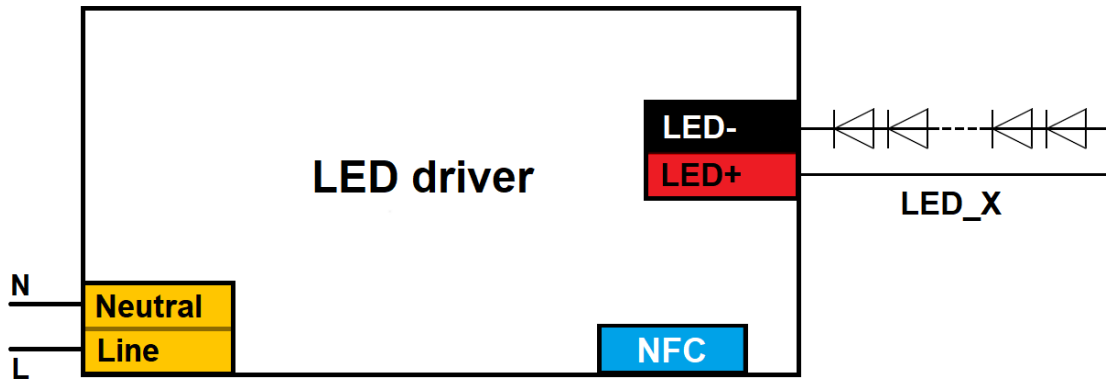 LED-
LED driver
LED+
LED_X
N
Neutral
Line
L
NFC